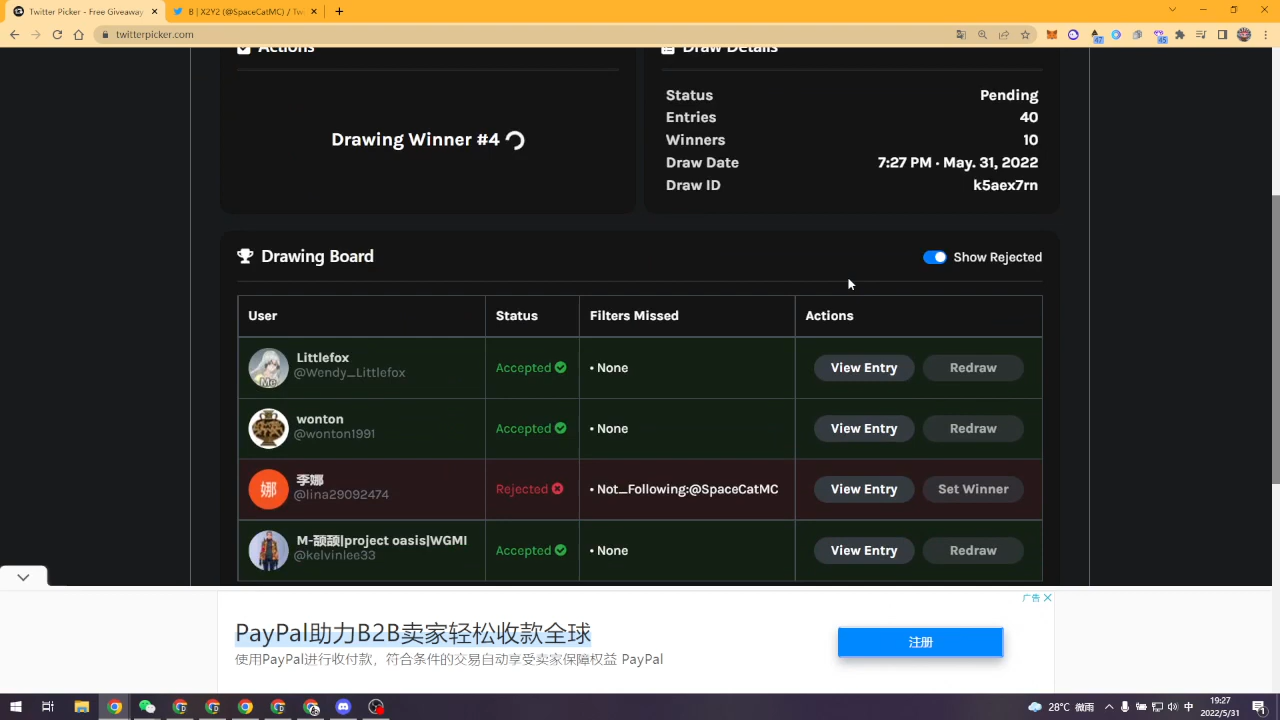 Twitter Picker - Free Giveaway
B | X2Y2 (@SpaceCatMC) / Tw
twitterpicker.com
47
45
Actions
Draw Details
Drawing Winner #4
Status Pending
Entries 40
Winners 10
Draw Date 7:27 PM · May. 31, 2022
Draw ID k5aex7rn
Drawing Board
Show Rejected
User Status Filters Missed Actions
Littlefox
@Wendy_Littlefox
Accepted • None View Entry Redraw
wonton
@wonton1991
Accepted • None View Entry Redraw
娜 李娜
@lina29092474
Rejected • Not_Following:@SpaceCatMC View Entry Set Winner
M-颉颉|project oasis|WGMI
@kelvinlee33
Accepted • None View Entry Redraw
广告
PayPal助力B2B卖家轻松收款全球
使用PayPal进行收付款，符合条件的交易自动享受卖家保障权益 PayPal
注册
28°C 中 19:27
2022/5/31